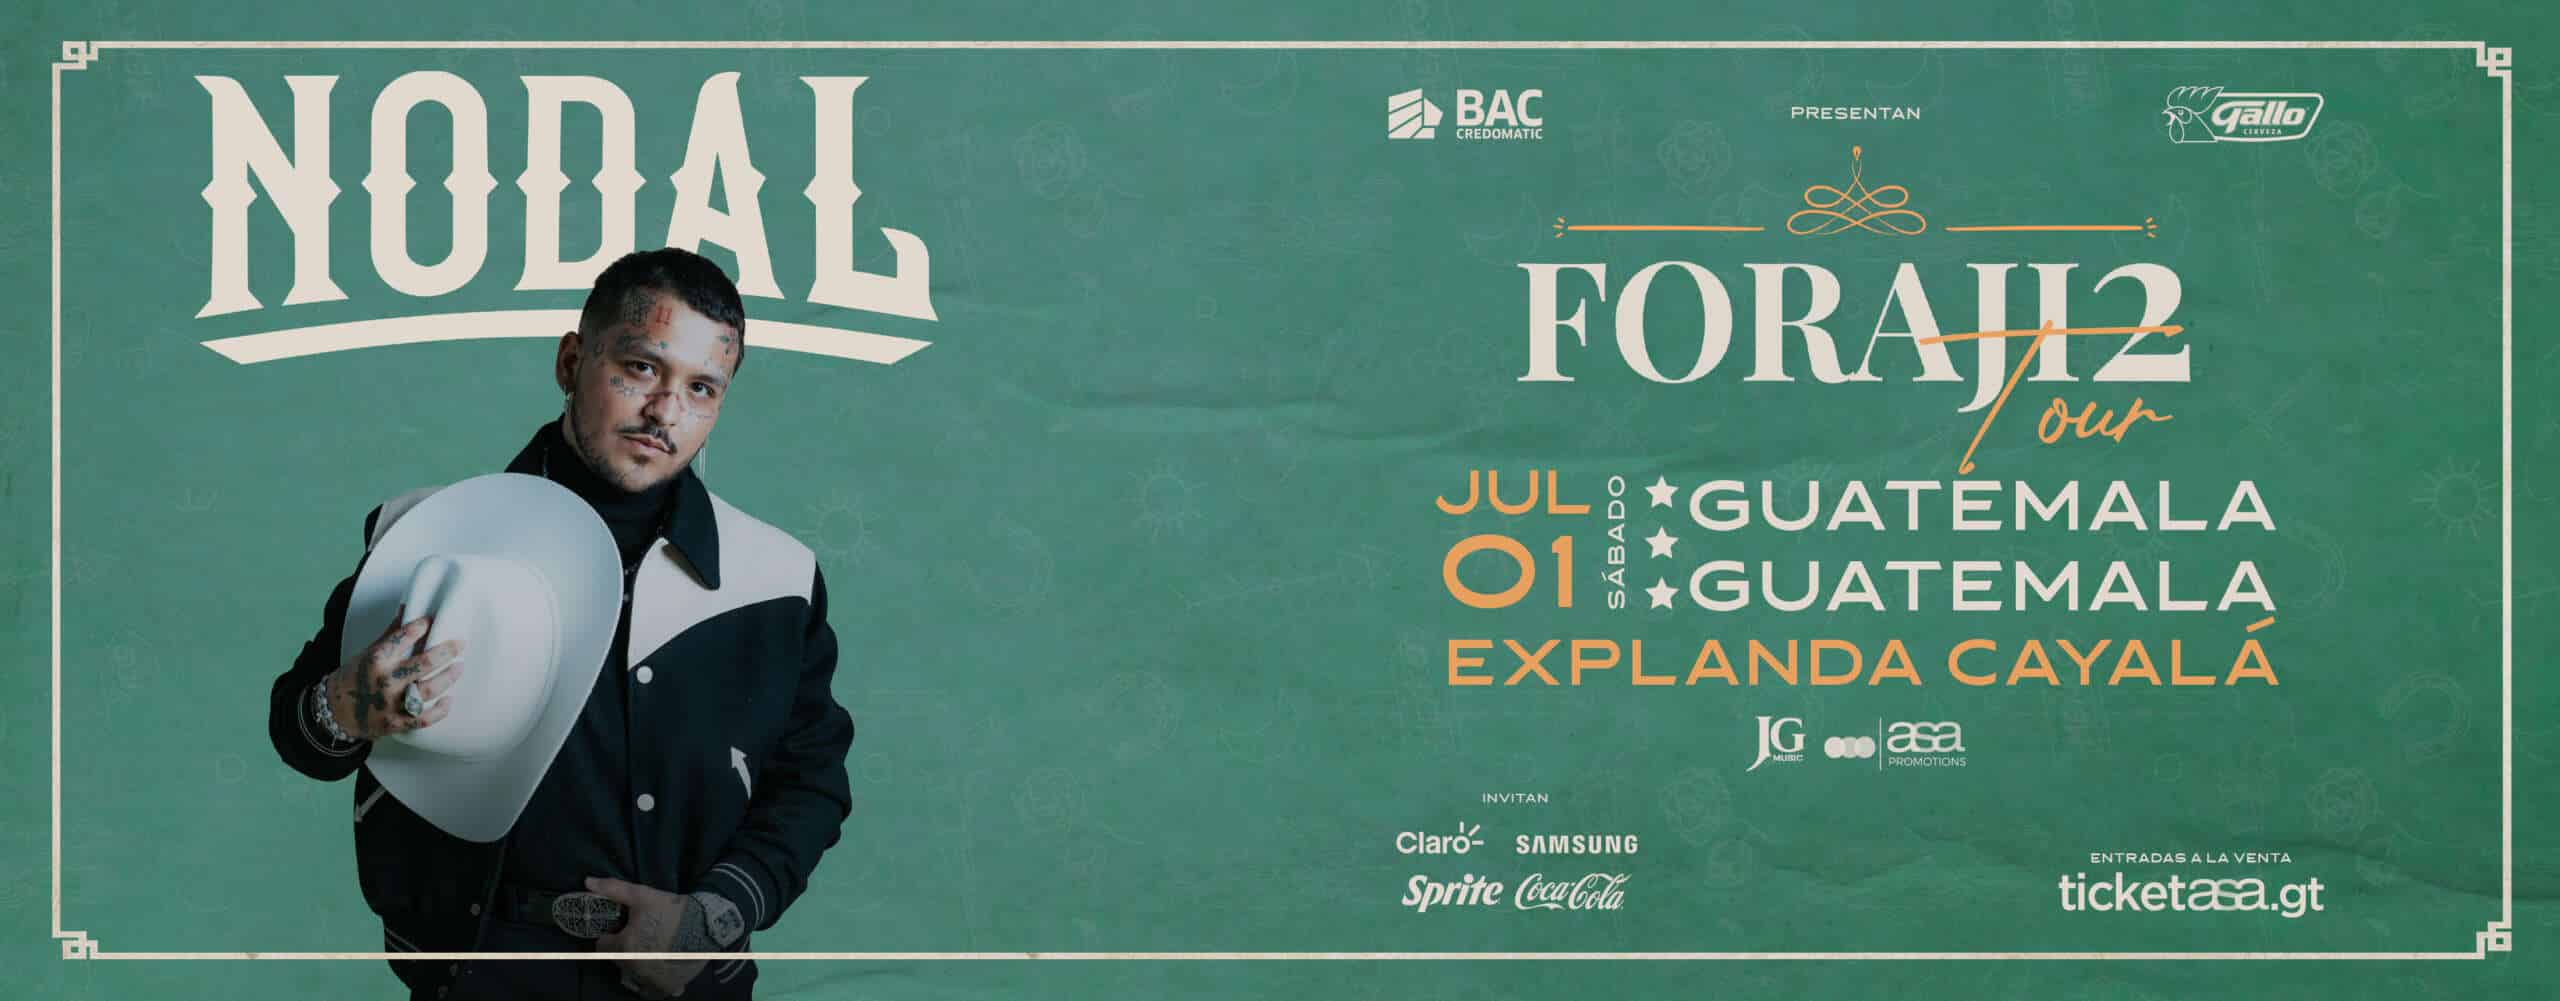 NODAL
BAC
CREDOMATIC
PRESENTAN
gallo
CERVEZA
FORAJI2
Tour
JUL
01
SÁBADO
GUATEMALA
GUATEMALA
EXPLANDA CAYALÁ
JG
MUSIC
asa
PROMOTIONS
INVITAN
Claro
SAMSUNG
Sprite
Coca-Cola
ENTRADAS A LA VENTA
ticketasa.gt